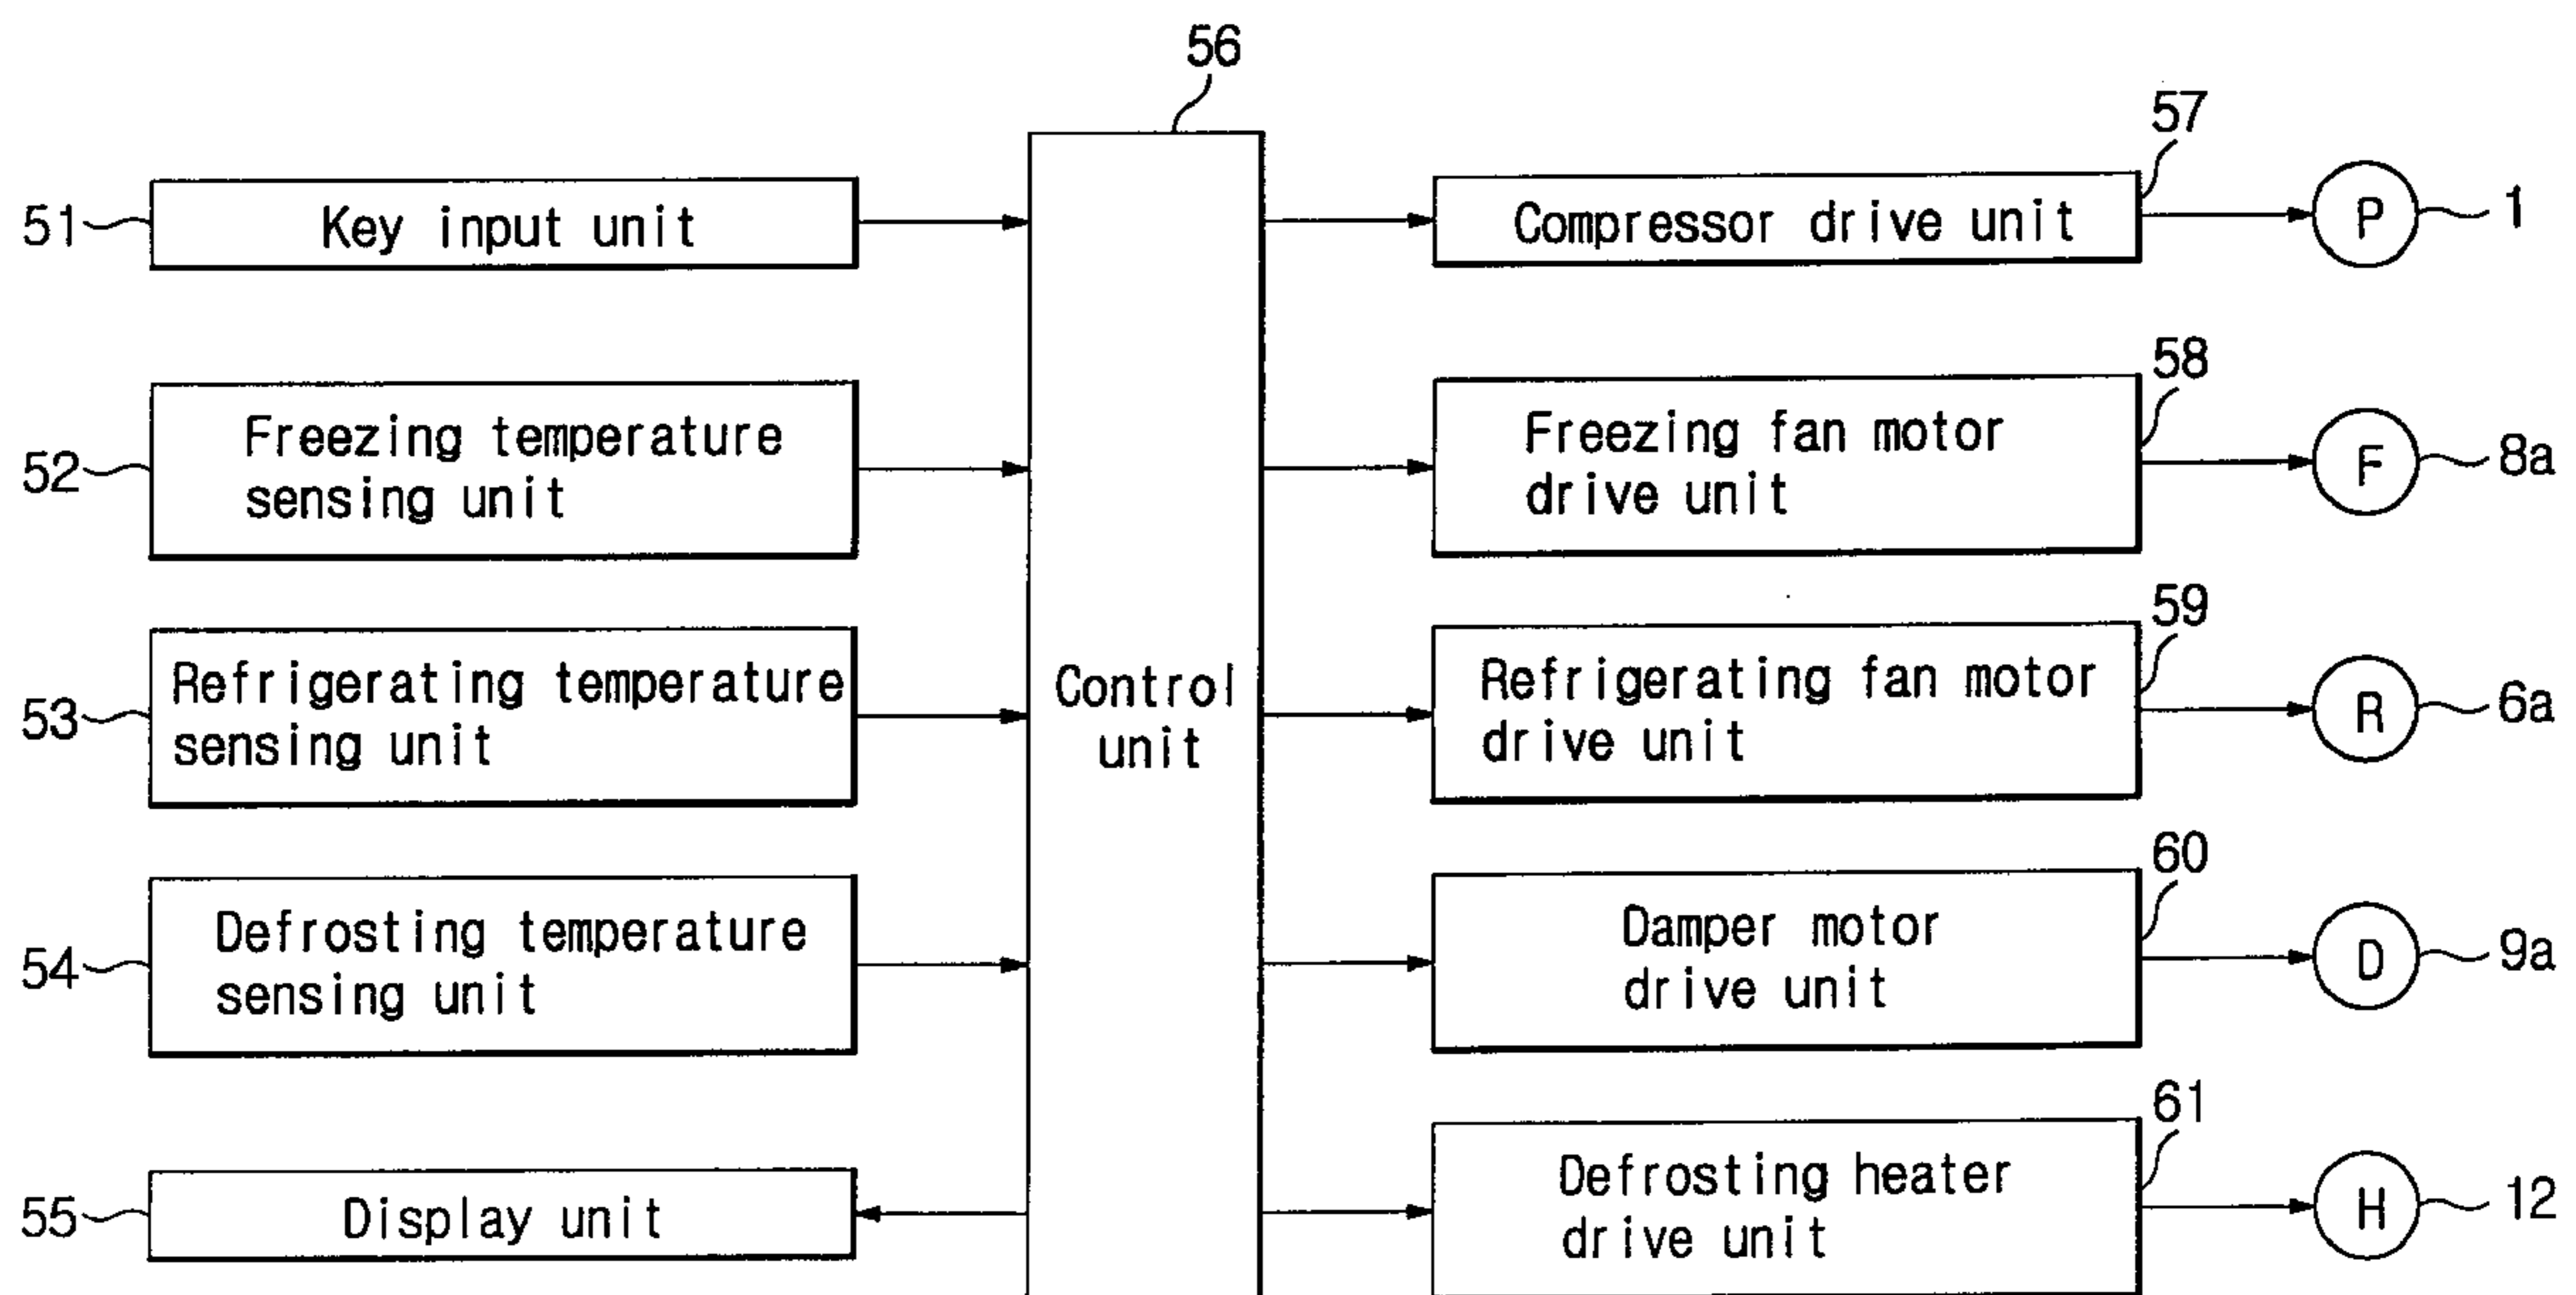 56
51
Key input unit
57
Compressor drive unit
P
1
52
Freezing temperature
sensing unit
58
Freezing fan motor
drive unit
F
8a
53
Refrigerating temperature
sensing unit
Control
unit
59
Refrigerating fan motor
drive unit
R
6a
54
Defrosting temperature
sensing unit
60
Damper motor
drive unit
D
9a
55
Display unit
61
Defrosting heater
drive unit
H
12